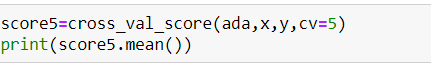 score5=cross_val_score(ada,x,y,cv=5)
print(score5.mean())